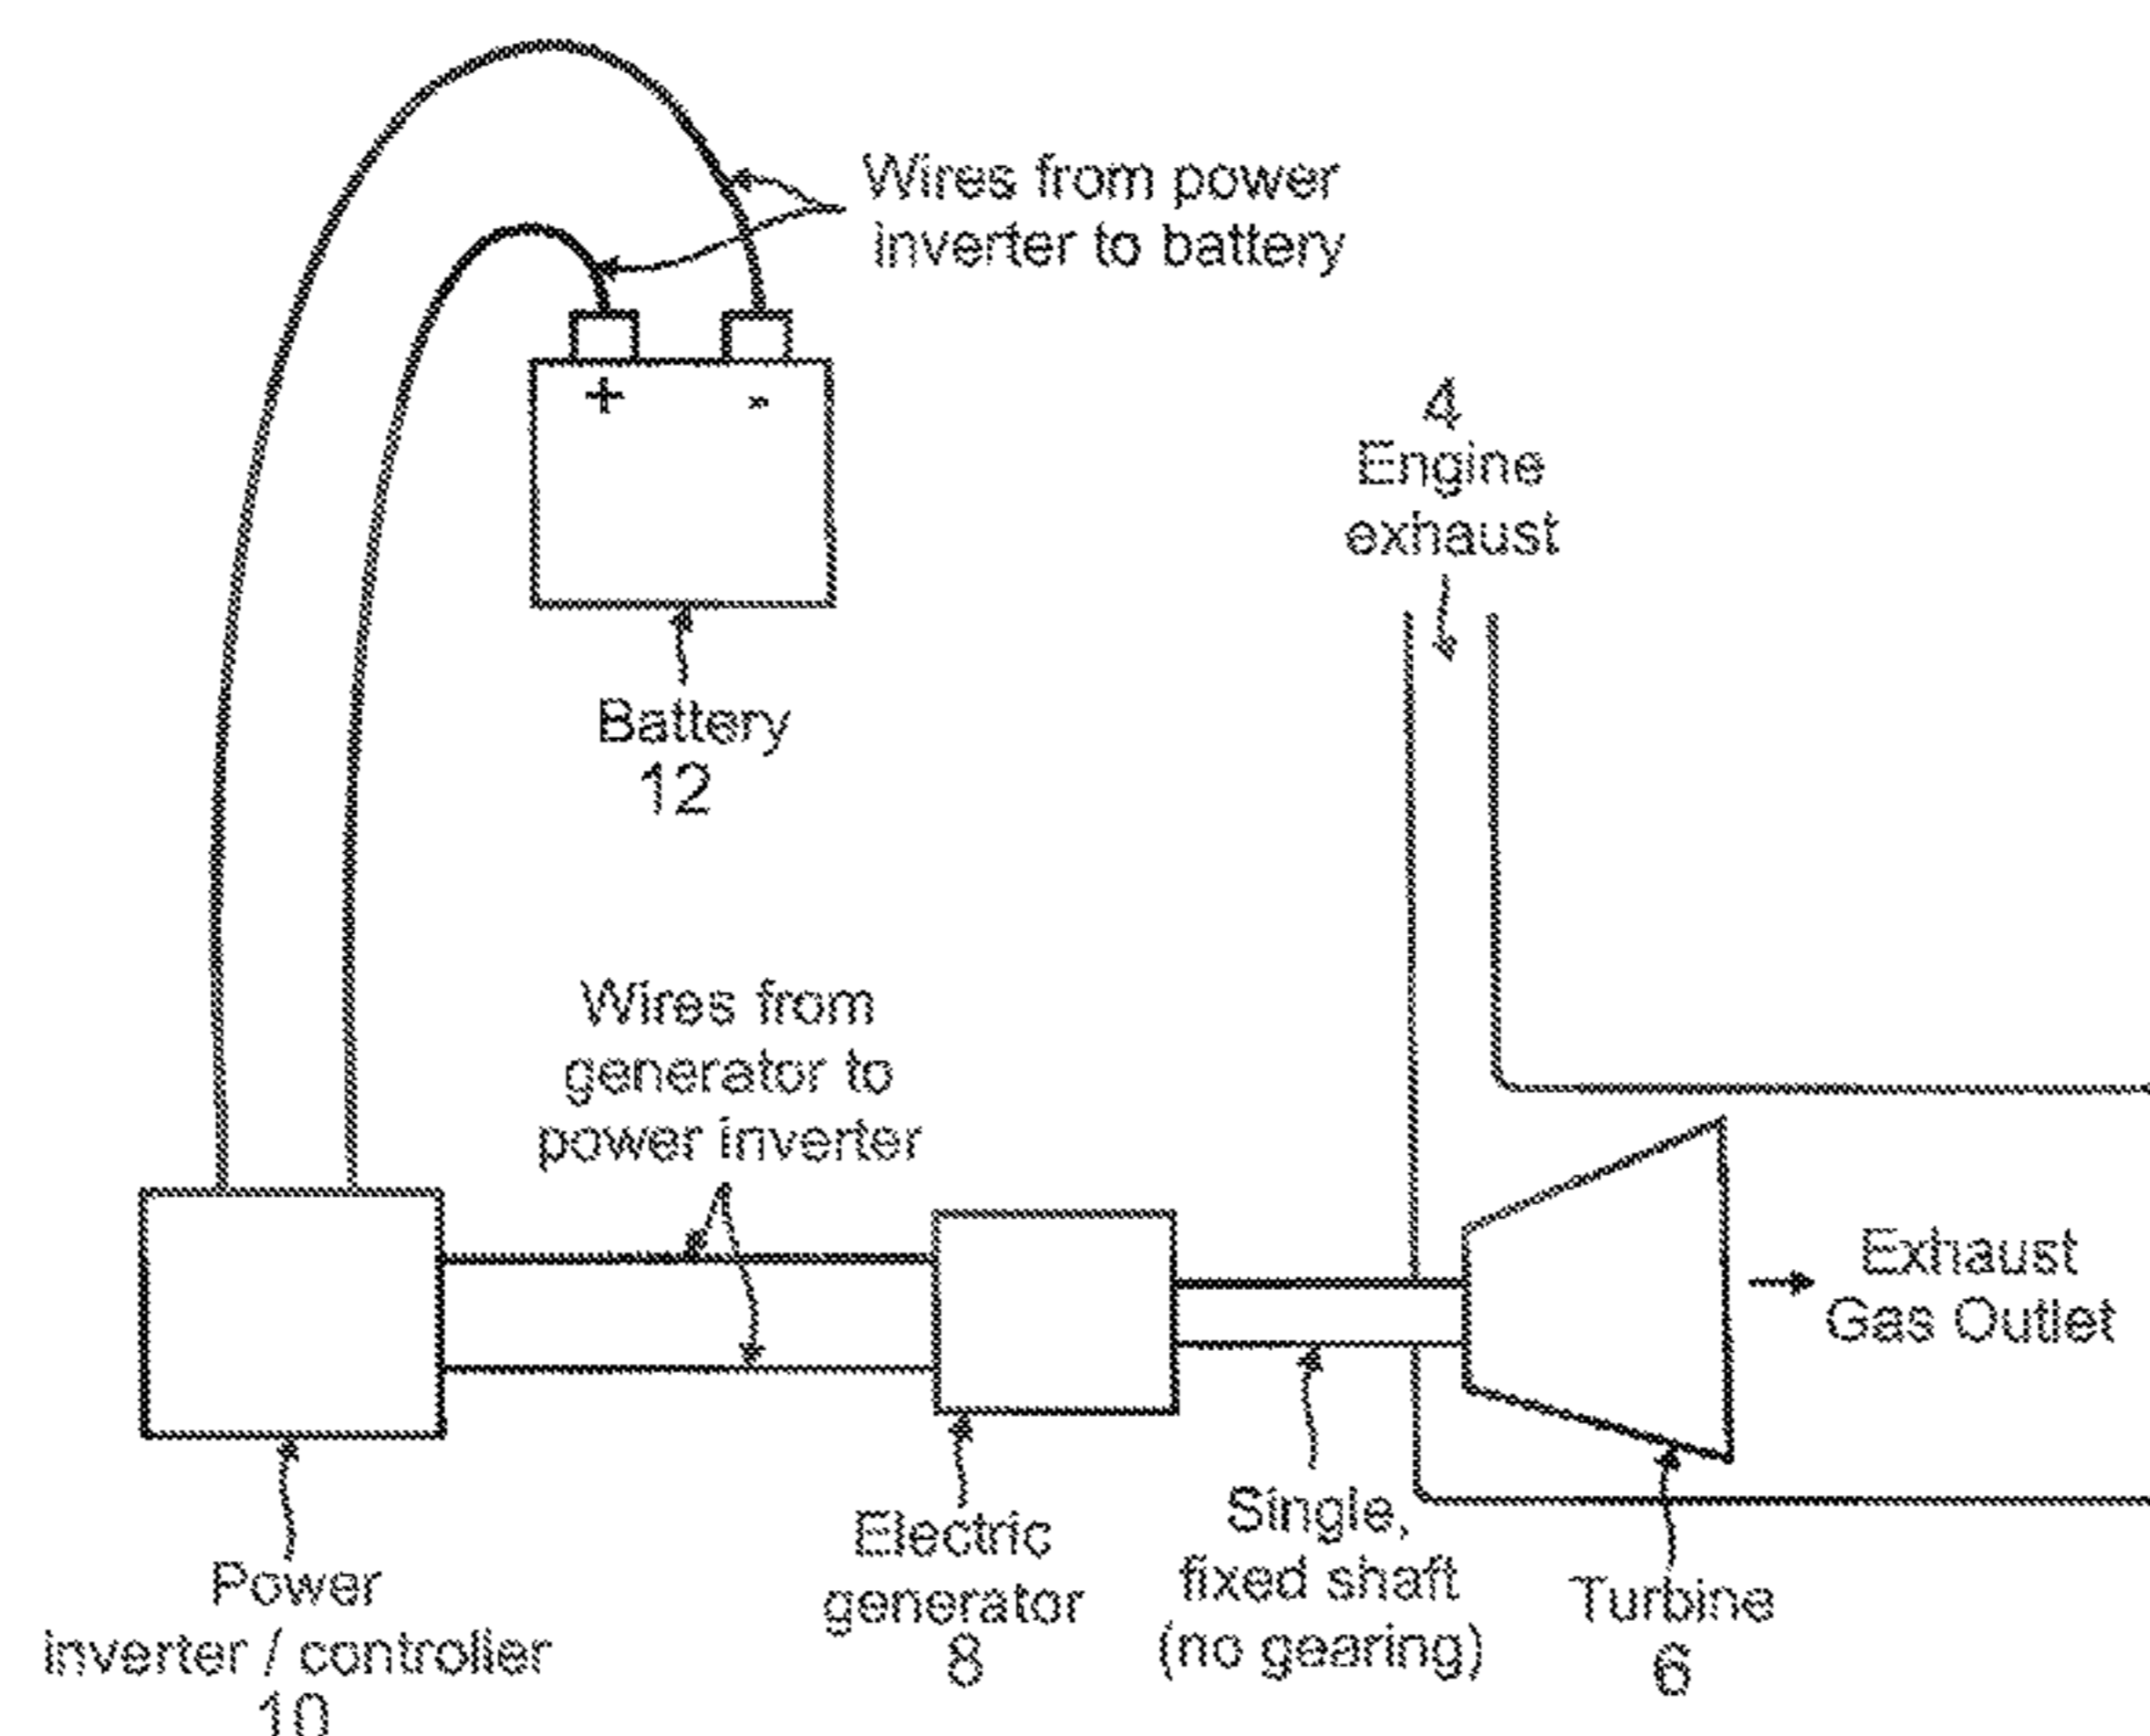 Wires from power
inverter to battery
+ -
4
Engine
exhaust
Battery
12
Wires from
generator to
power inverter
Exhaust
Gas Outlet
Power
inverter / controller
10
Electric
generator
8
Single,
fixed shaft
(no gearing)
Turbine
6